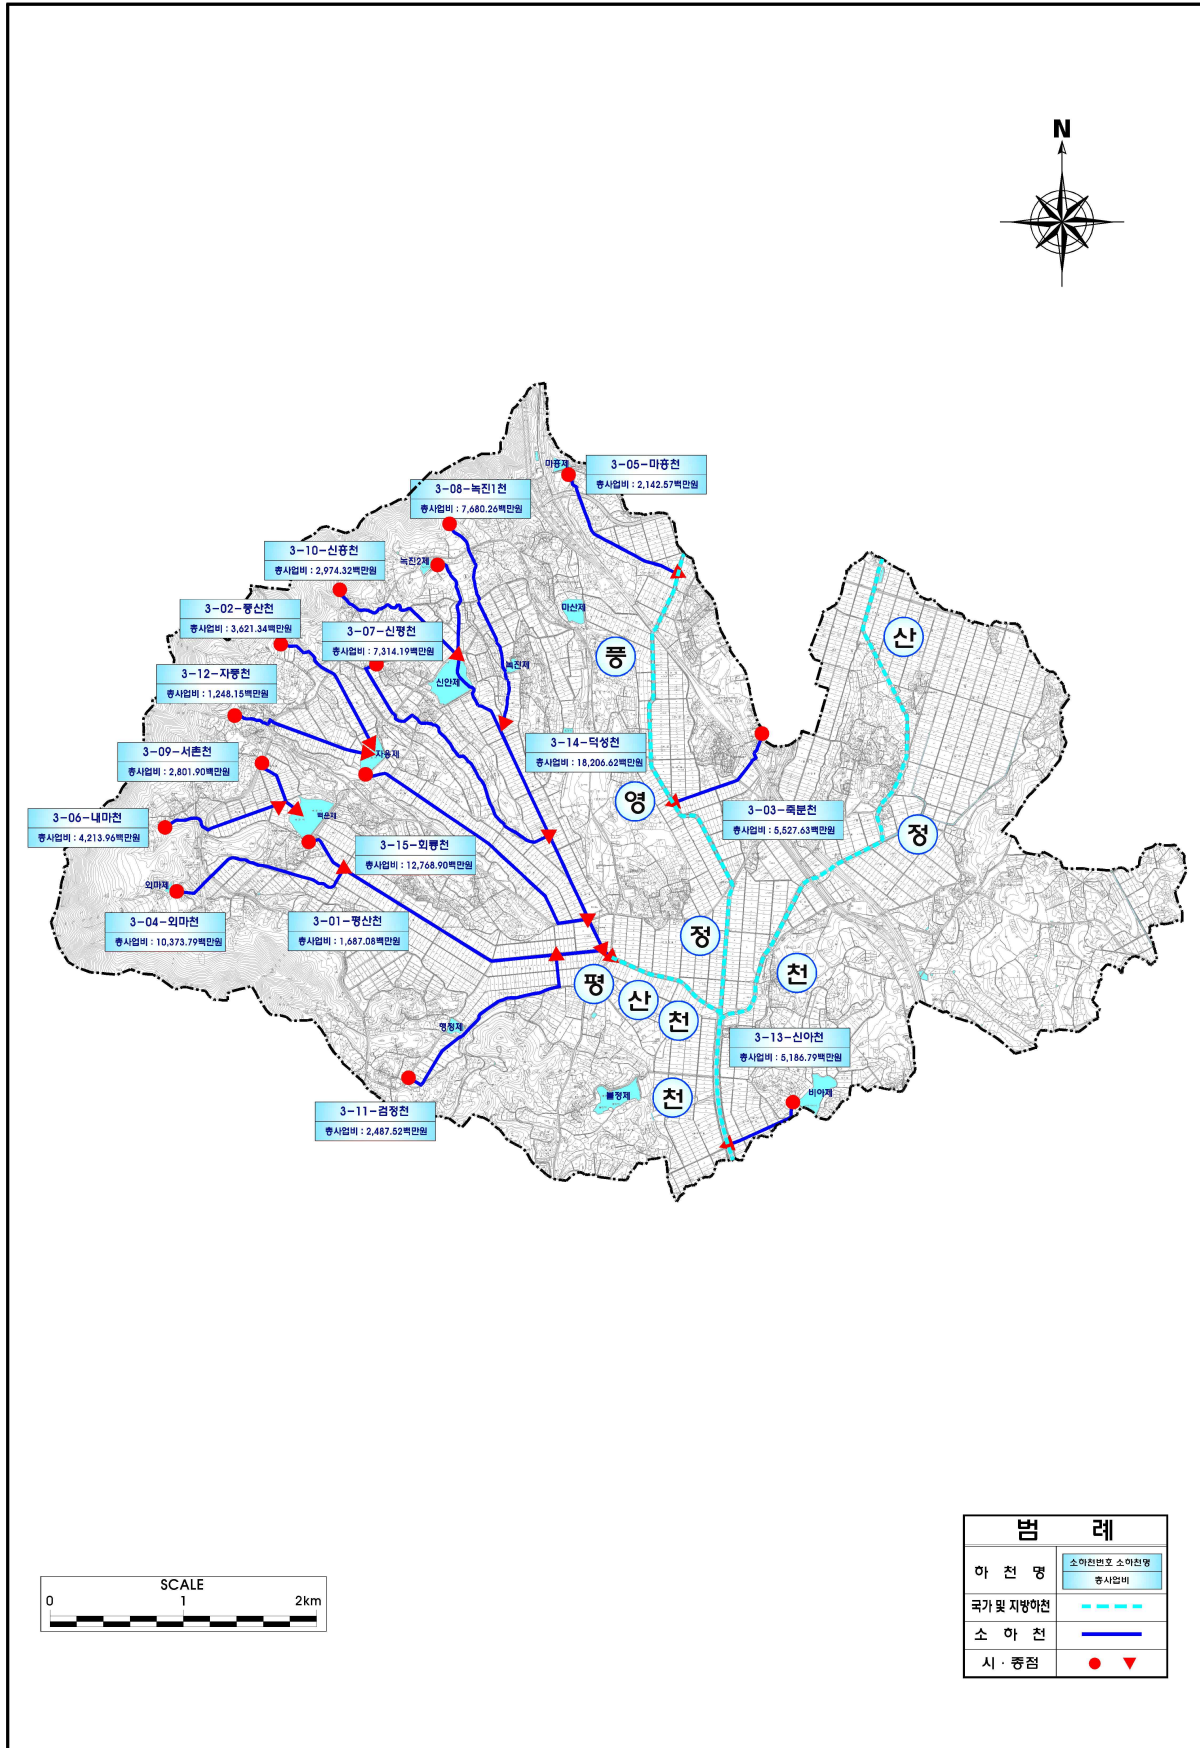 N
마흥제
3-05-마흥천
총사업비 : 2,142.57백만원
3-08-녹진1천
총사업비 : 7,680.26백만원
3-10-신흥천
총사업비 : 2,974.32백만원
녹진2제
3-02-풍산천
총사업비 : 3,621.34백만원
3-07-신평천
총사업비 : 7,314.19백만원
미산제
풍
산
녹진제
신안제
3-12-자풍천
총사업비 : 1,248.15백만원
3-14-덕성천
총사업비 : 18,206.62백만원
3-09-서촌천
총사업비 : 2,801.90백만원
자풍제
영
정
3-06-내마천
총사업비 : 4,213.96백만원
백운제
3-03-죽분천
총사업비 : 5,527.63백만원
3-15-회룡천
총사업비 : 12,768.90백만원
외마제
3-04-외마천
총사업비 : 10,373.79백만원
3-01-평산천
총사업비 : 1,687.08백만원
정
천
평
산
천
명정제
3-13-신아천
총사업비 : 5,186.79백만원
불정제
천
비아제
3-11-검정천
총사업비 : 2,487.52백만원
범 례
하 천 명
소하천번호 소하천명
총사업비
국가 및 지방하천
소 하 천
시 · 종점
SCALE
0 1 2km